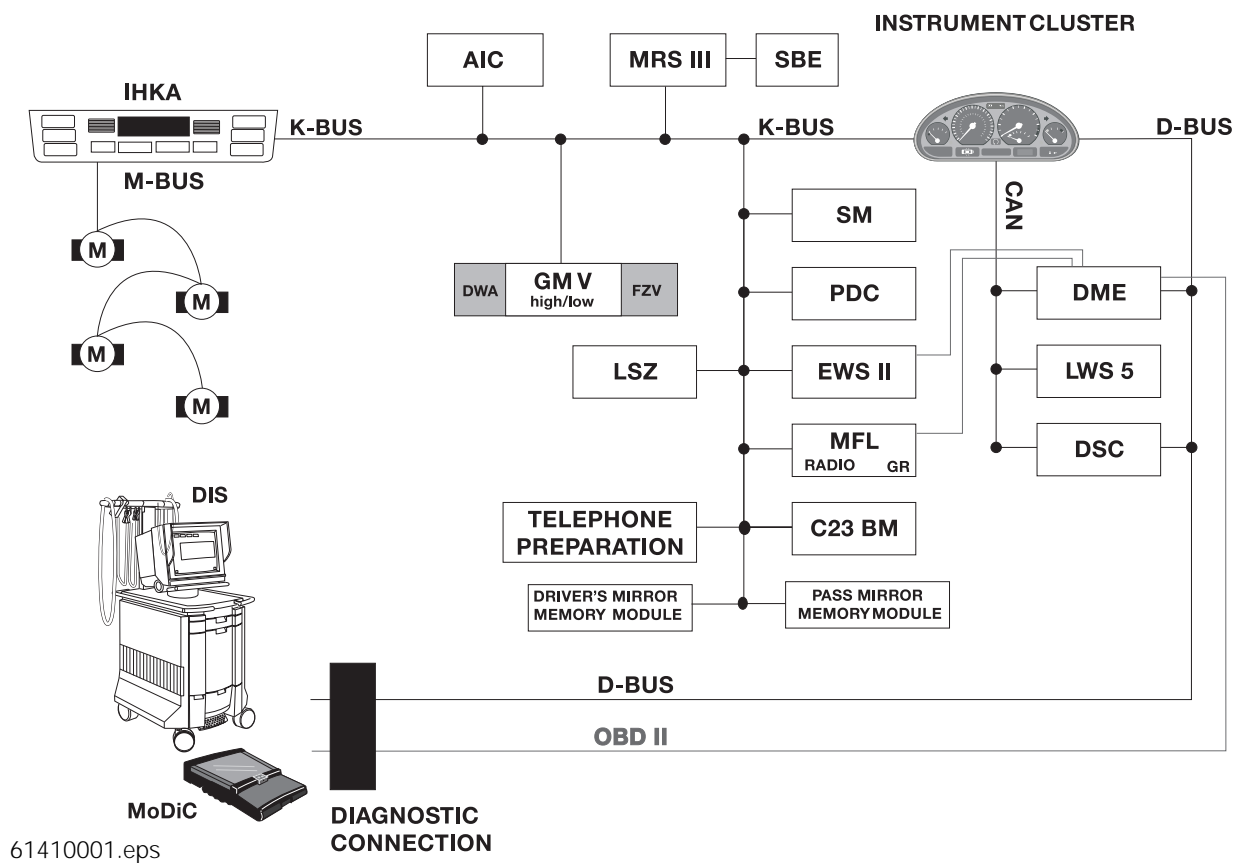 INSTRUMENT CLUSTER
AIC
MRS III
SBE
IHKA
K-BUS
K-BUS
D-BUS
M-BUS
CAN
M
M
M
M
SM
DWA
GM V
high/low
FZV
PDC
DME
LSZ
EWS II
LWS 5
MFL
RADIO GR
DSC
DIS
TELEPHONE
PREPARATION
C23 BM
DRIVER'S MIRROR
MEMORY MODULE
PASS MIRROR
MEMORY MODULE
D-BUS
OBD II
MoDiC
DIAGNOSTIC
CONNECTION
61410001.eps